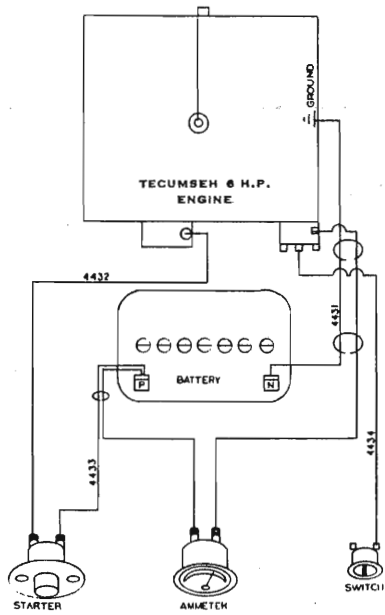 GROUND
TECUMSEH 6 H.P.
ENGINE
4432
4431
BATTERY
P
N
4433
4434
STARTER
AMMETER
SWITCH